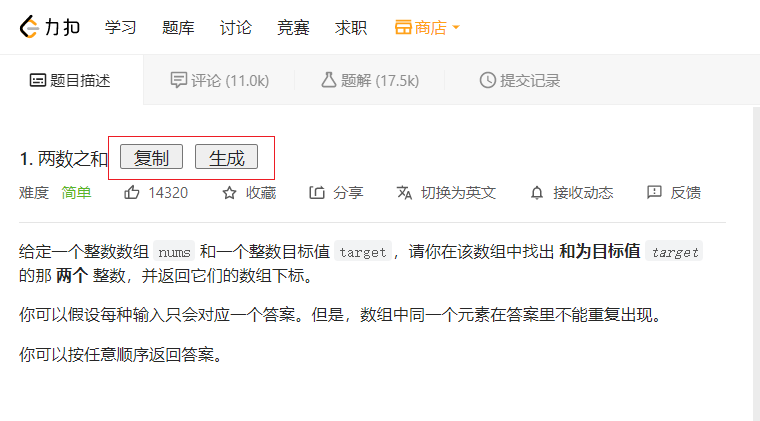 力扣 学习 题库 讨论 竞赛 求职 商店
题目描述 评论 (11.0k) 题解 (17.5k) 提交记录
1. 两数之和 复制 生成
难度 简单 14320 收藏 分享 切换为英文 接收动态 反馈
给定一个整数数组 nums 和一个整数目标值 target，请你在该数组中找出 和为目标值 target
的那 两个 整数，并返回它们的数组下标。
你可以假设每种输入只会对应一个答案。但是，数组中同一个元素在答案里不能重复出现。
你可以按任意顺序返回答案。